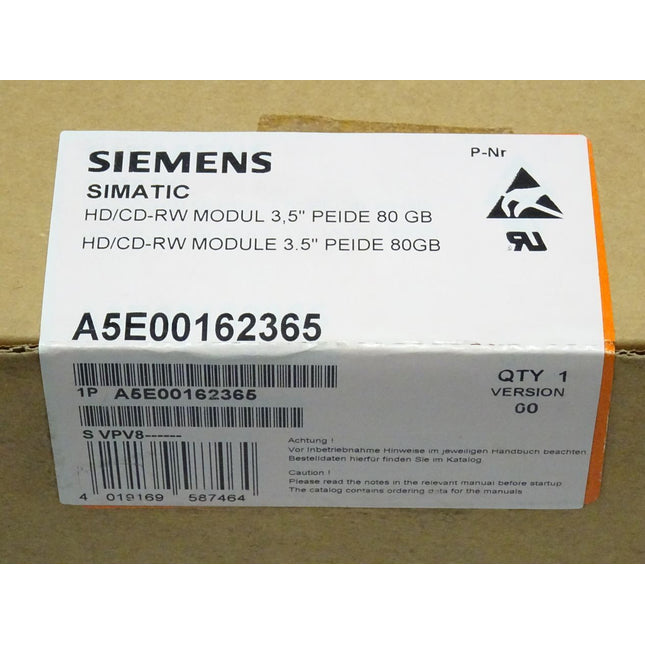 SIEMENS
P-Nr
SIMATIC
HD/CD-RW MODUL 3,5" PEIDE 80 GB
HD/CD-RW MODULE 3.5" PEIDE 80GB
A5E00162365
1P A5E00162365
QTY 1
VERSION
00
S VPV8------
Achtung !
Vor Inbetriebnahme Hinweise im jeweiligen Handbuch beachten.
Bestelldaten hierfür finden Sie im Katalog
Caution !
Please read the notes in the relevant manual before startup.
The catalog contains ordering data for the manuals
4 019169 587464